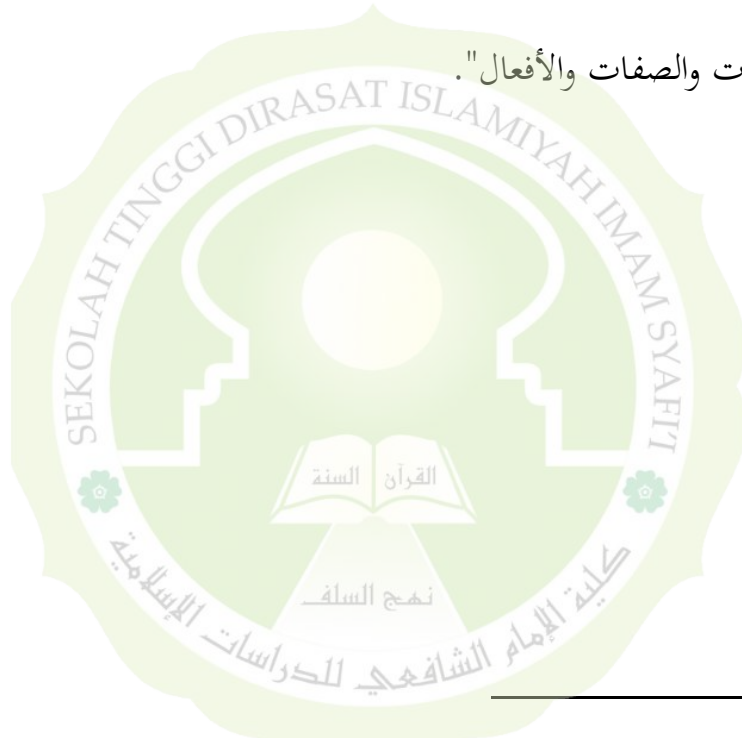 ت والصفات والأفعال".
SEKOLAH TINGGI DIRASAT ISLAMIYAH IMAM SYAFI'I
القرآن السنة
نهج السلف
كلية الإمام الشافعي للدراسات الإسلامية